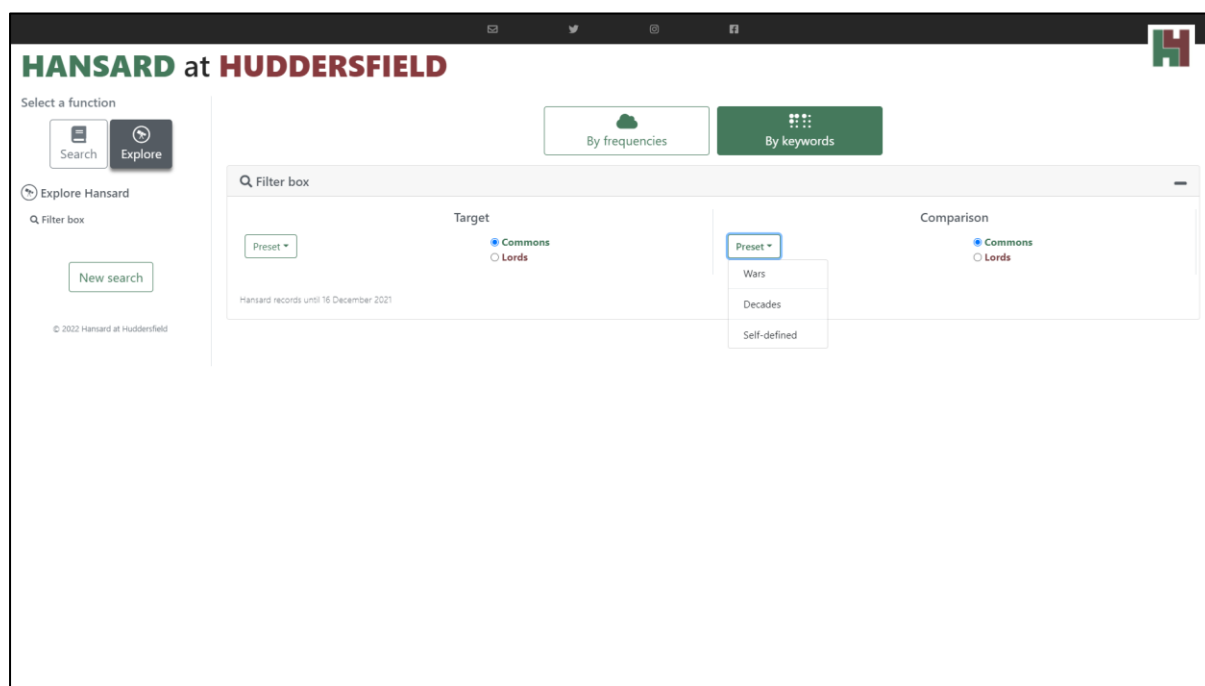 HANSARD at HUDDERSFIELD
Select a function
Search
Explore
Explore Hansard
Filter box
New search
© 2022 Hansard at Huddersfield
By frequencies
By keywords
Filter box
Target
Preset
Commons
Lords
Comparison
Preset
Commons
Lords
Wars
Decades
Self-defined
Hansard records until 16 December 2021